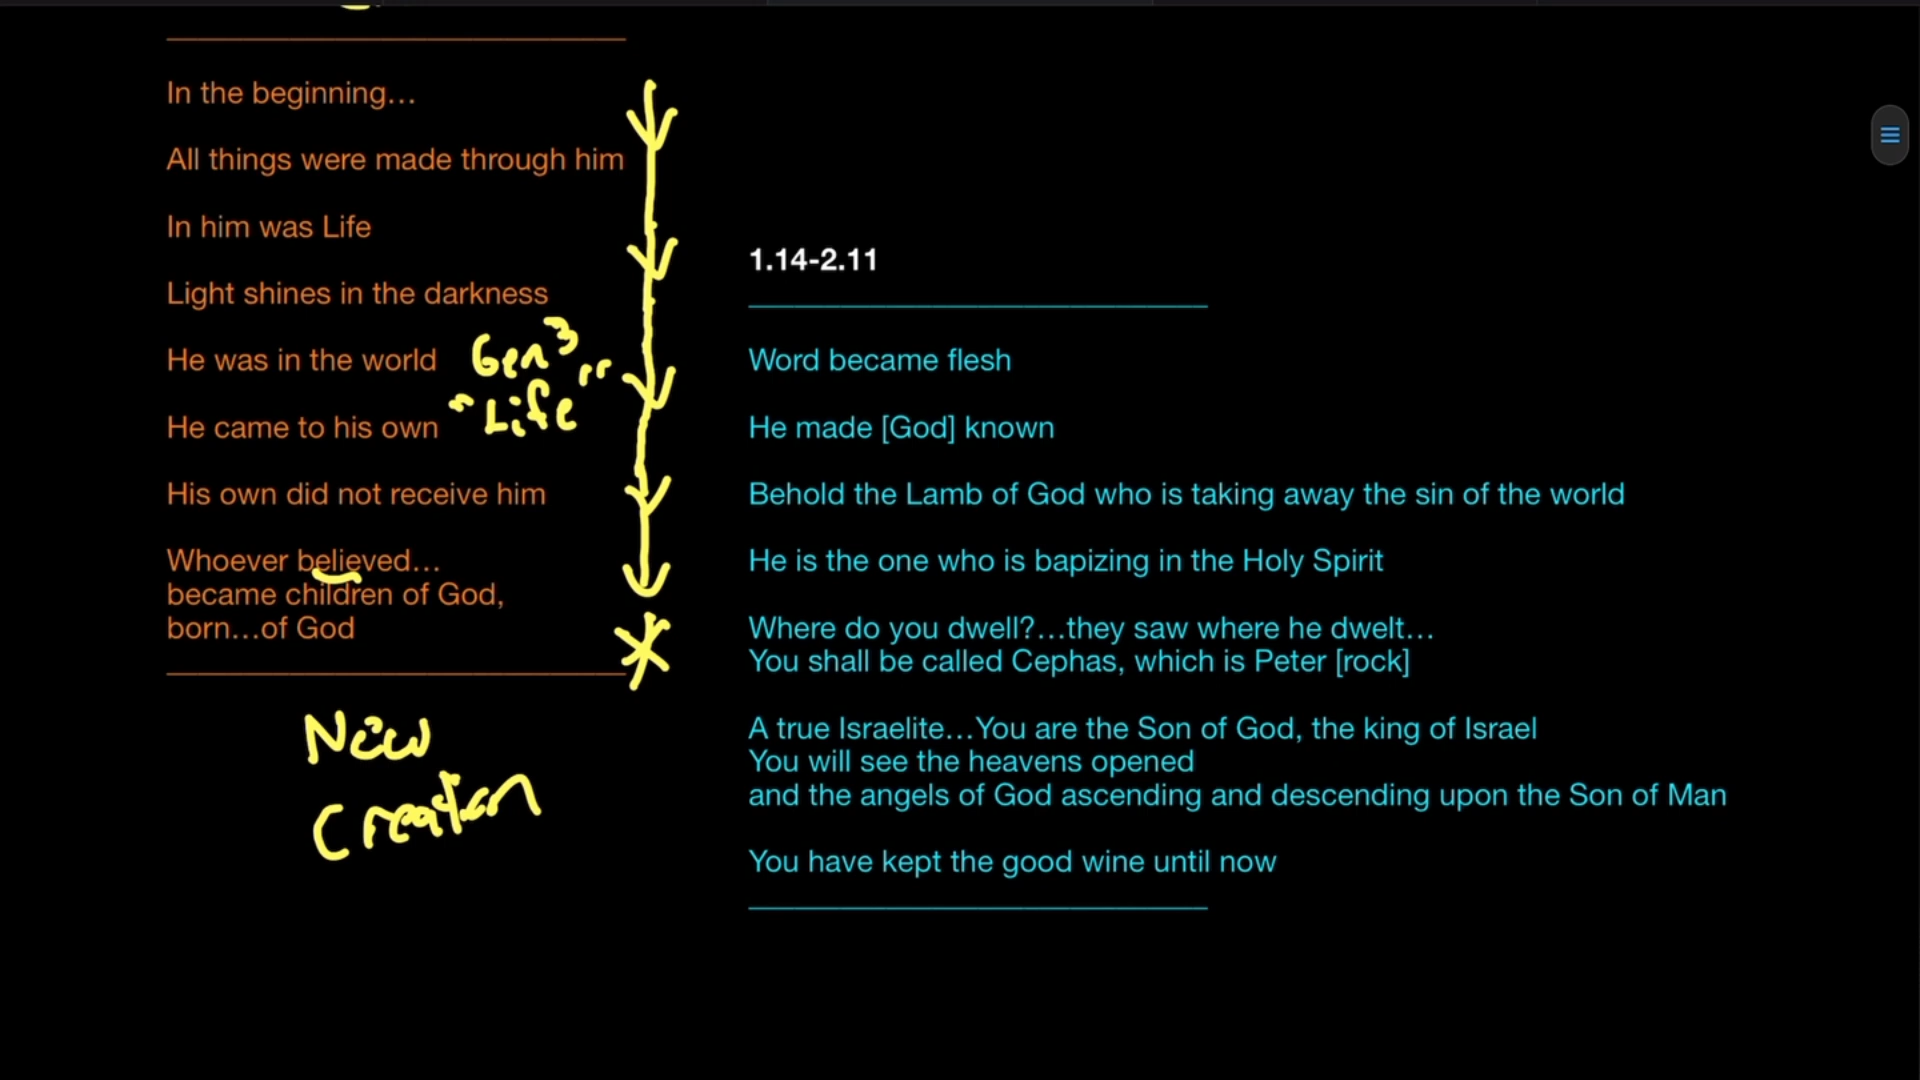 In the beginning…
All things were made through him
In him was Life
Light shines in the darkness
He was in the world
Gen 3
"Life"
He came to his own
His own did not receive him
Whoever believed…
became children of God,
born…of God
New
Creation
1.14-2.11
Word became flesh
He made [God] known
Behold the Lamb of God who is taking away the sin of the world
He is the one who is bapizing in the Holy Spirit
Where do you dwell?…they saw where he dwelt…
You shall be called Cephas, which is Peter [rock]
A true Israelite…You are the Son of God, the king of Israel
You will see the heavens opened
and the angels of God ascending and descending upon the Son of Man
You have kept the good wine until now